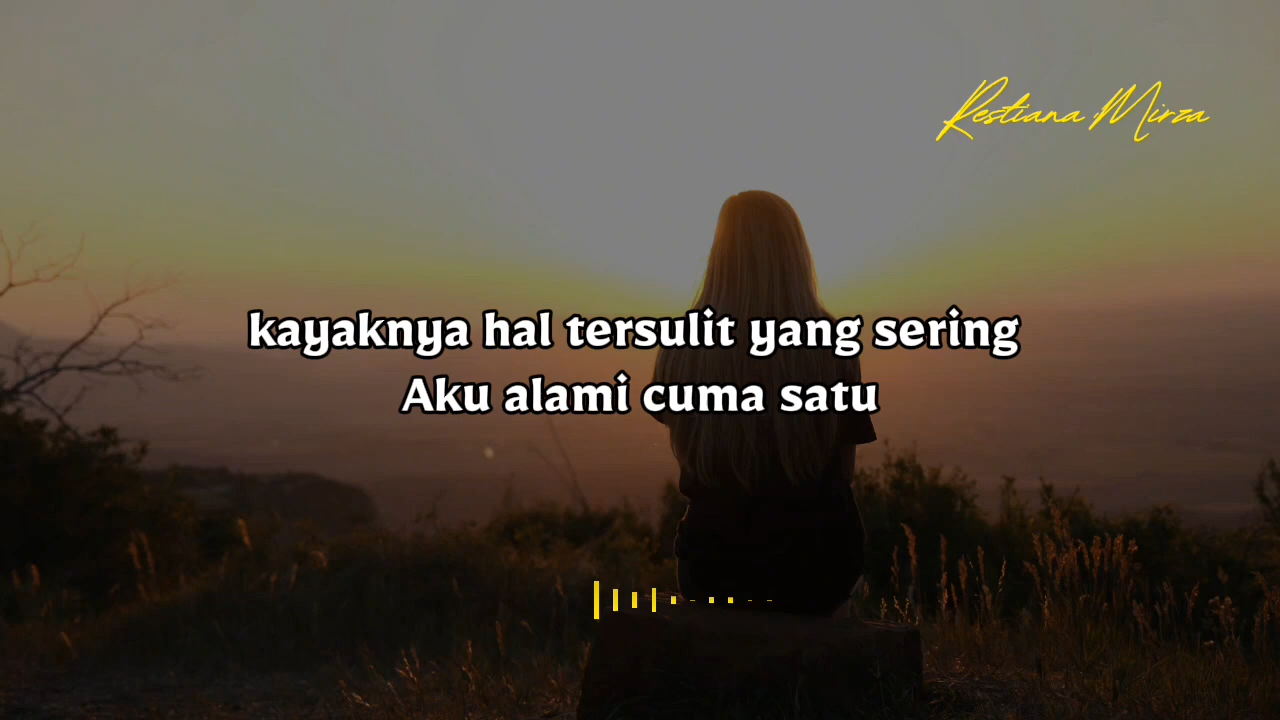 Restiana Mirza
kayaknya hal tersulit yang sering
Aku alami cuma satu